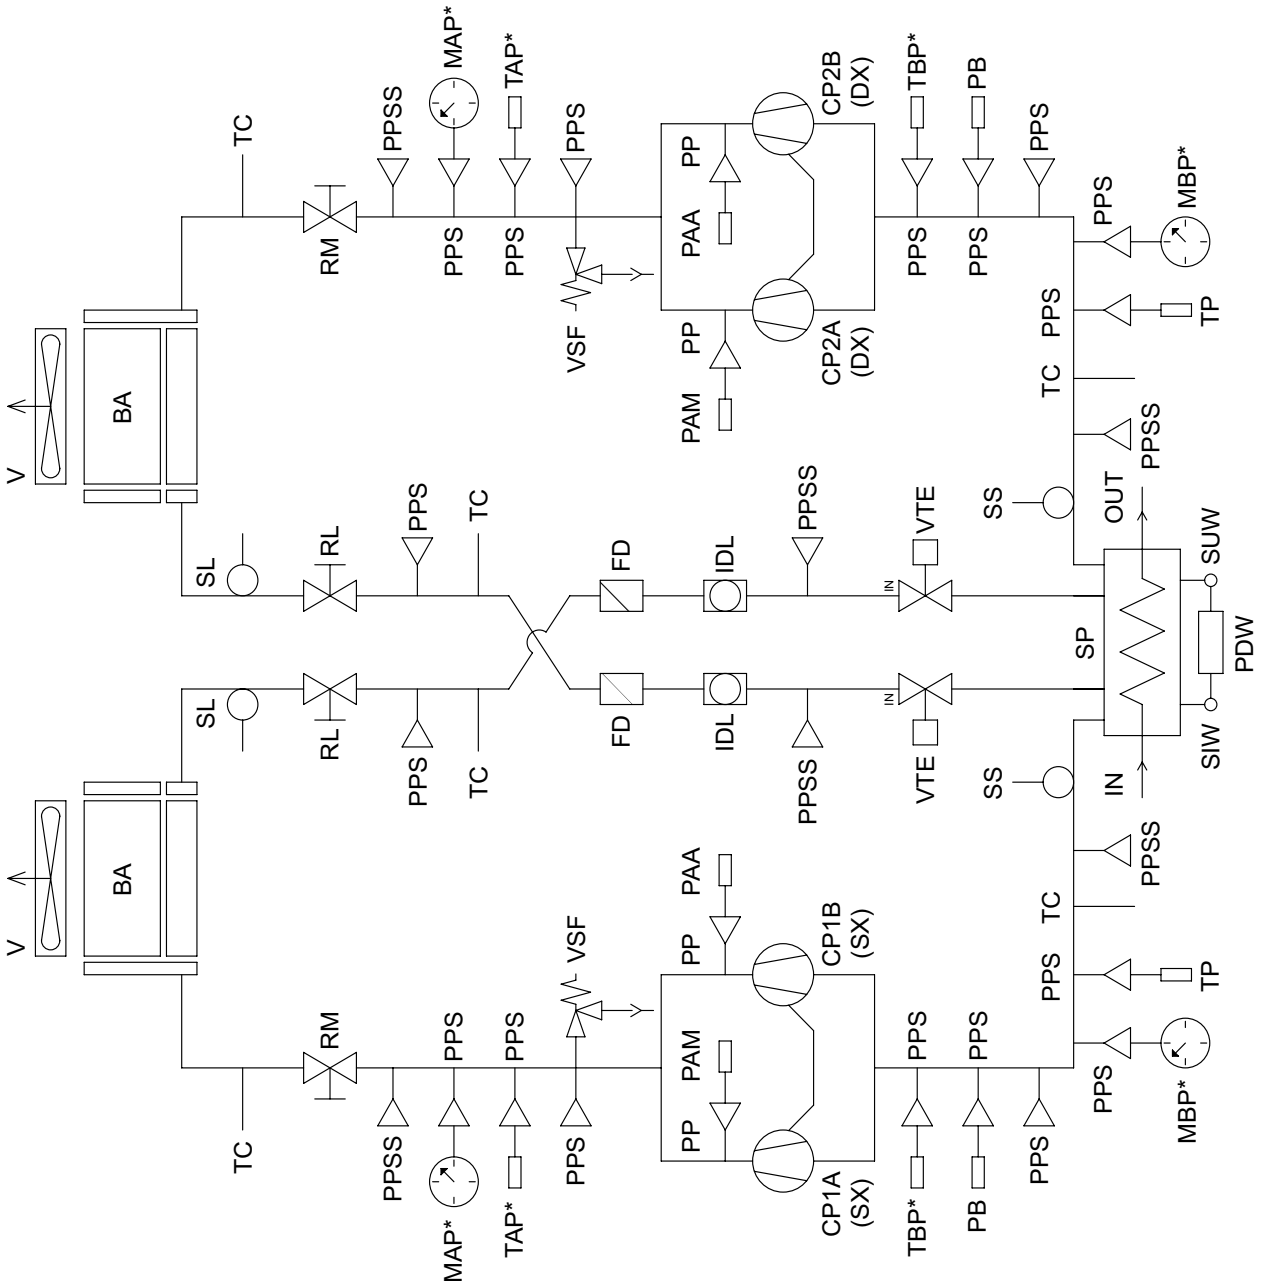 V
V
BA
BA
SL
SL
TC
TC
RM
RL
RL
RM
PPSS
PPSS
PPS
PPS
MAP*
PPS
PPS
MAP*
TC
TC
TAP*
PPS
PPS
TAP*
PPS
VSF
VSF
PPS
FD
FD
PP
PAM
PP
PAA
PAM
PP
PAA
PP
IDL
IDL
PPSS
PPSS
CP1A
(SX)
CP1B
(SX)
CP2A
(DX)
CP2B
(DX)
IN
IN
TBP*
PPS
PPS
TBP*
VTE
VTE
PB
PPS
PPS
PB
SS
SS
PPS
PPS
PPS
TC
TC
PPS
SP
PPS
PPS
IN
OUT
PPSS
PPSS
MBP*
MBP*
TP
SIW
SUW
TP
PDW